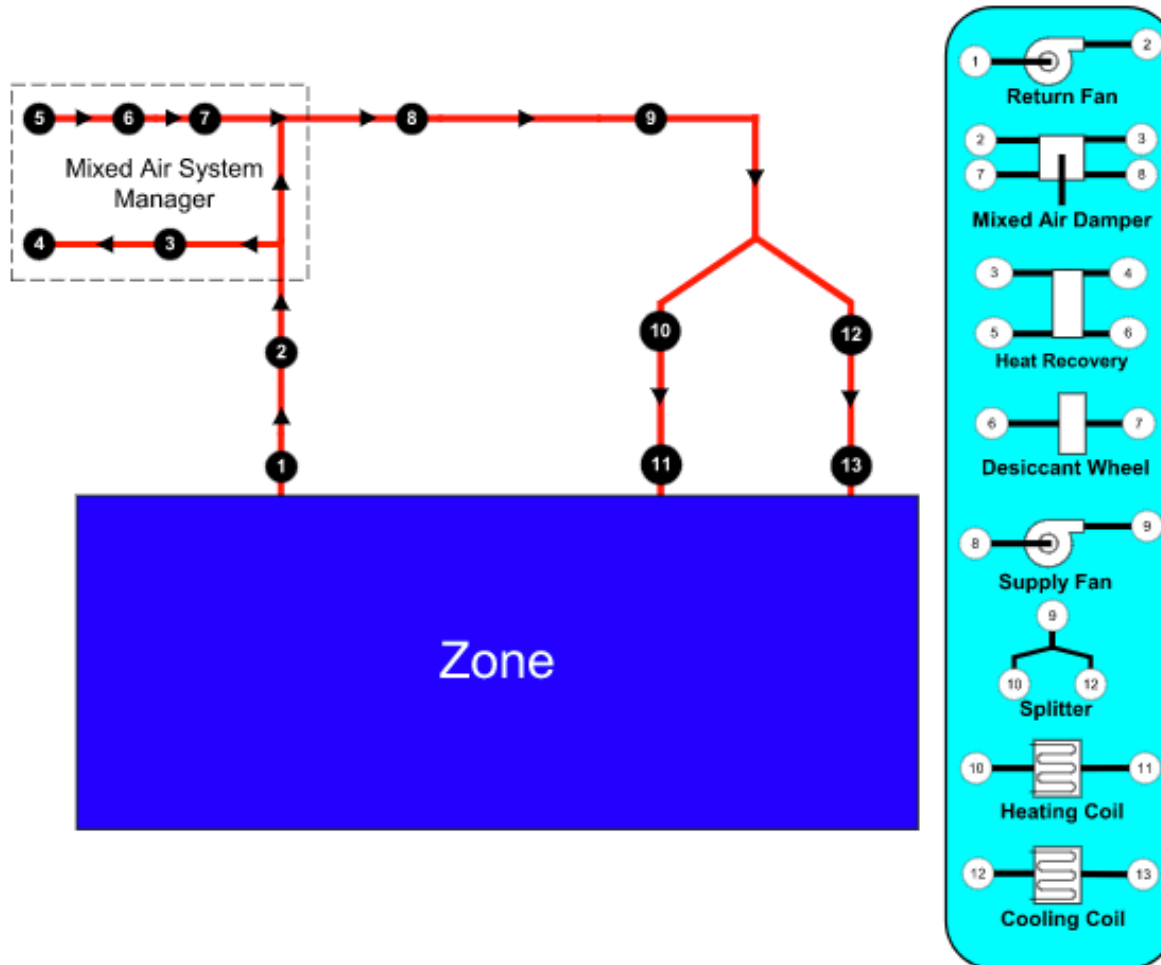 5 6 7 8 9
Mixed Air System
Manager
4 3
2
10 12
1 11 13
Zone
1 2
Return Fan
2 3
7 8
Mixed Air Damper
3 4
5 6
Heat Recovery
6 7
Desiccant Wheel
8 9
Supply Fan
9
10 12
Splitter
10 11
Heating Coil
12 13
Cooling Coil